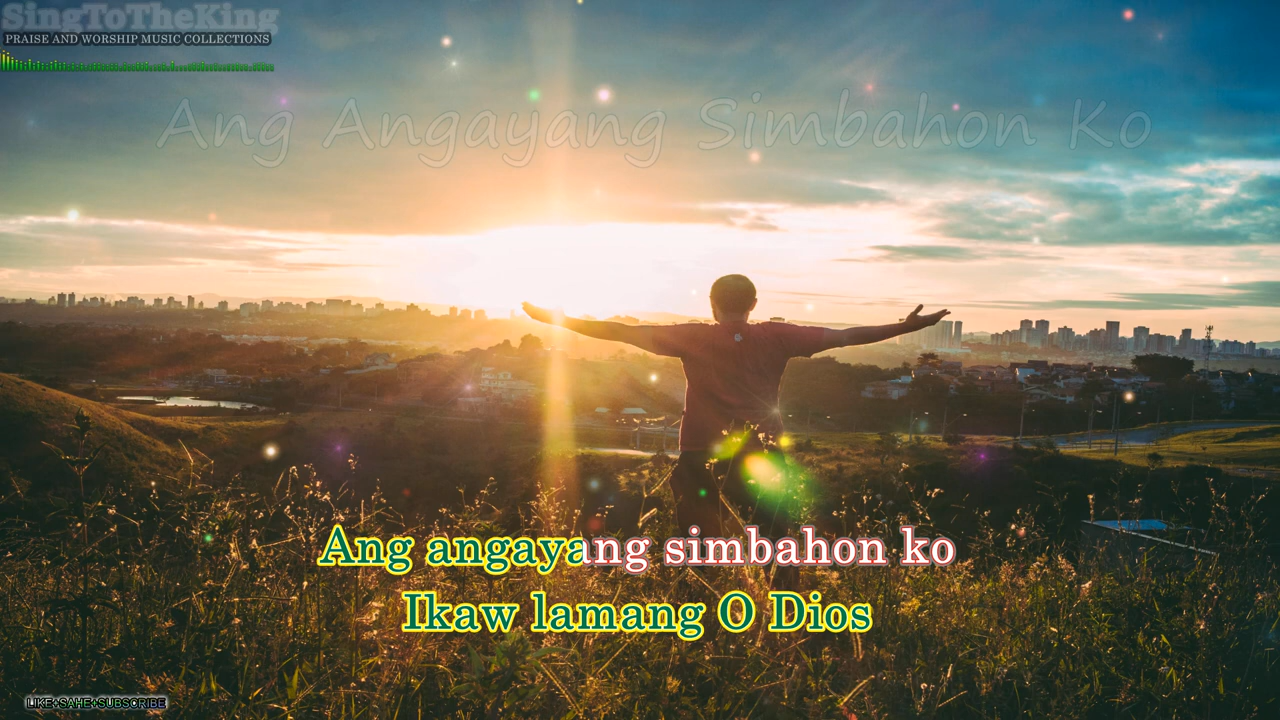 SingToTheKing
PRAISE AND WORSHIP MUSIC COLLECTIONS
Ang Angayang Simbahon Ko
Ang angayang simbahon ko
Ikaw lamang O Dios
LIKE+SAHE+SUBSCRIBE